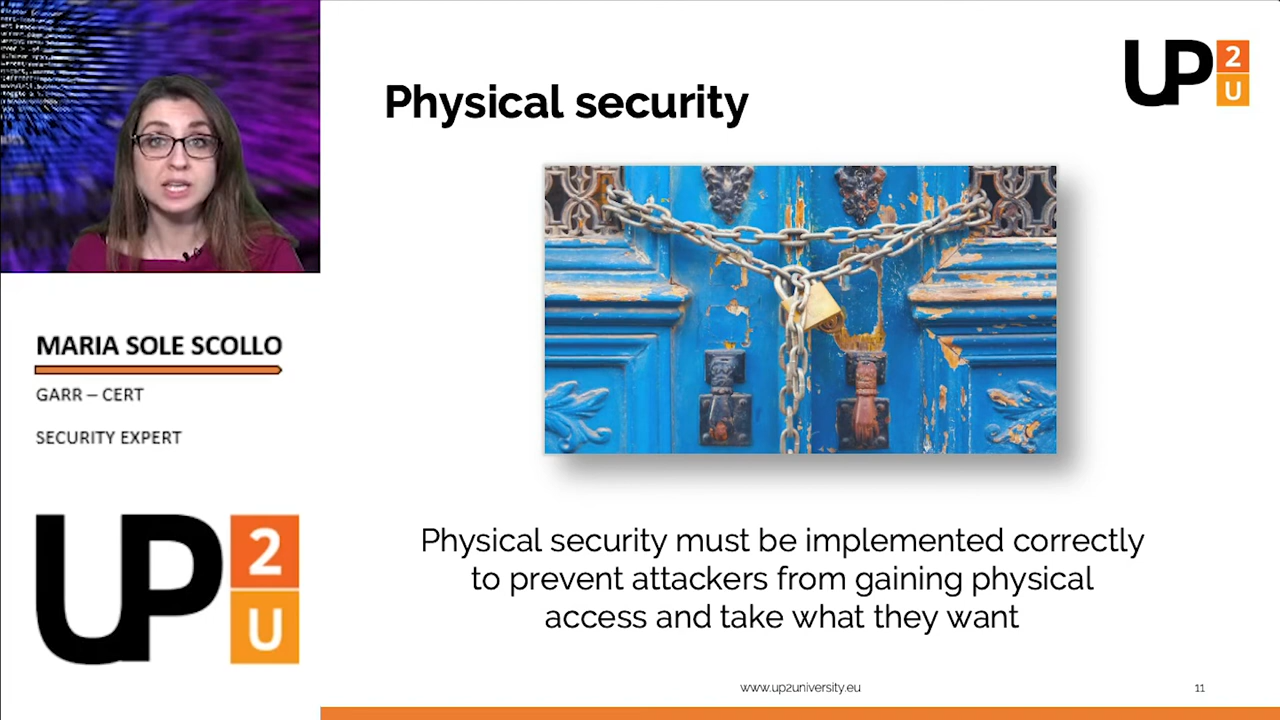 MARIA SOLE SCOLLO
GARR – CERT
SECURITY EXPERT
UP
2
U
Physical security
UP
2
U
Physical security must be implemented correctly
to prevent attackers from gaining physical
access and take what they want
www.up2university.eu
11